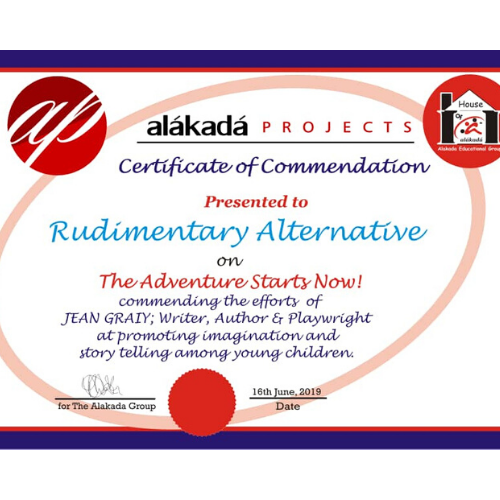 ap
alákadá PROJECTS
House
Of
alákadá
Alakada Educational Group
Certificate of Commendation
Presented to
Rudimentary Alternative
on
The Adventure Starts Now!
commending the efforts of
JEAN GRAIY; Writer, Author & Playwright
at promoting imagination and
story telling among young children.
for The Alakada Group
16th June, 2019
Date